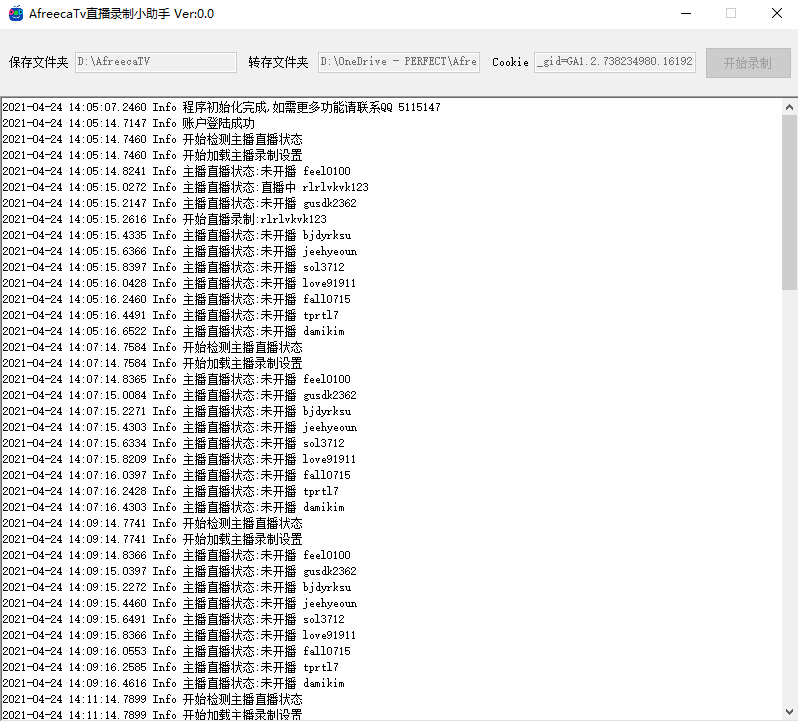 AfreecaTv直播录制小助手 Ver:0.0
保存文件夹 D:\AfreecaTV 转存文件夹 D:\OneDrive - PERFECT\Afre Cookie _gid=GA1.2.738234980.16192 开始录制
2021-04-24 14:05:07.2460 Info 程序初始化完成,如需更多功能请联系QQ 5115147
2021-04-24 14:05:14.7147 Info 账户登陆成功
2021-04-24 14:05:14.7460 Info 开始检测主播直播状态
2021-04-24 14:05:14.7460 Info 开始加载主播录制设置
2021-04-24 14:05:14.8241 Info 主播直播状态:未开播 feel0100
2021-04-24 14:05:15.0272 Info 主播直播状态:直播中 rlrlvkvk123
2021-04-24 14:05:15.2147 Info 主播直播状态:未开播 gusdk2362
2021-04-24 14:05:15.2616 Info 开始直播录制:rlrlvkvk123
2021-04-24 14:05:15.4335 Info 主播直播状态:未开播 bjdyrksu
2021-04-24 14:05:15.6366 Info 主播直播状态:未开播 jeehyeoun
2021-04-24 14:05:15.8397 Info 主播直播状态:未开播 sol3712
2021-04-24 14:05:16.0428 Info 主播直播状态:未开播 love91911
2021-04-24 14:05:16.2460 Info 主播直播状态:未开播 fall0715
2021-04-24 14:05:16.4491 Info 主播直播状态:未开播 tprtl7
2021-04-24 14:05:16.6522 Info 主播直播状态:未开播 damikim
2021-04-24 14:07:14.7584 Info 开始检测主播直播状态
2021-04-24 14:07:14.7584 Info 开始加载主播录制设置
2021-04-24 14:07:14.8365 Info 主播直播状态:未开播 feel0100
2021-04-24 14:07:15.0084 Info 主播直播状态:未开播 gusdk2362
2021-04-24 14:07:15.2271 Info 主播直播状态:未开播 bjdyrksu
2021-04-24 14:07:15.4303 Info 主播直播状态:未开播 jeehyeoun
2021-04-24 14:07:15.6334 Info 主播直播状态:未开播 sol3712
2021-04-24 14:07:15.8209 Info 主播直播状态:未开播 love91911
2021-04-24 14:07:16.0397 Info 主播直播状态:未开播 fall0715
2021-04-24 14:07:16.2428 Info 主播直播状态:未开播 tprtl7
2021-04-24 14:07:16.4303 Info 主播直播状态:未开播 damikim
2021-04-24 14:09:14.7741 Info 开始检测主播直播状态
2021-04-24 14:09:14.7741 Info 开始加载主播录制设置
2021-04-24 14:09:14.8366 Info 主播直播状态:未开播 feel0100
2021-04-24 14:09:15.0397 Info 主播直播状态:未开播 gusdk2362
2021-04-24 14:09:15.2272 Info 主播直播状态:未开播 bjdyrksu
2021-04-24 14:09:15.4460 Info 主播直播状态:未开播 jeehyeoun
2021-04-24 14:09:15.6491 Info 主播直播状态:未开播 sol3712
2021-04-24 14:09:15.8366 Info 主播直播状态:未开播 love91911
2021-04-24 14:09:16.0553 Info 主播直播状态:未开播 fall0715
2021-04-24 14:09:16.2585 Info 主播直播状态:未开播 tprtl7
2021-04-24 14:09:16.4616 Info 主播直播状态:未开播 damikim
2021-04-24 14:11:14.7899 Info 开始检测主播直播状态
2021-04-24 14:11:14.7899 Info 开始加载主播录制设置